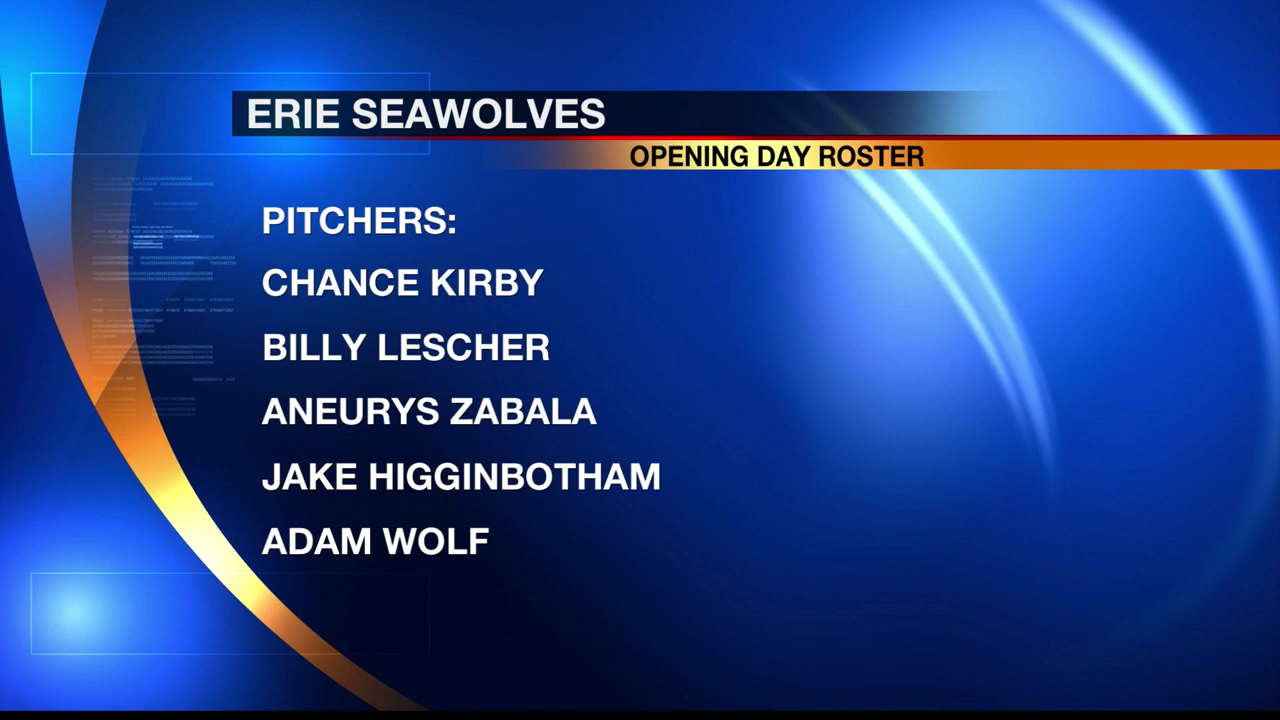 ERIE SEAWOLVES
OPENING DAY ROSTER
PITCHERS:
CHANCE KIRBY
BILLY LESCHER
ANEURYS ZABALA
JAKE HIGGINBOTHAM
ADAM WOLF